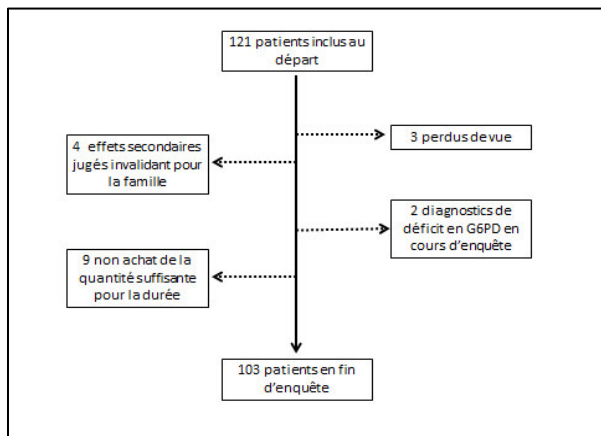 121 patients inclus au
départ
3 perdus de vue
4 effets secondaires
jugés invalidant pour
la famille
2 diagnostics de
déficit en G6PD en
cours d'enquête
9 non achat de la
quantité suffisante
pour la durée
103 patients en fin
d'enquête